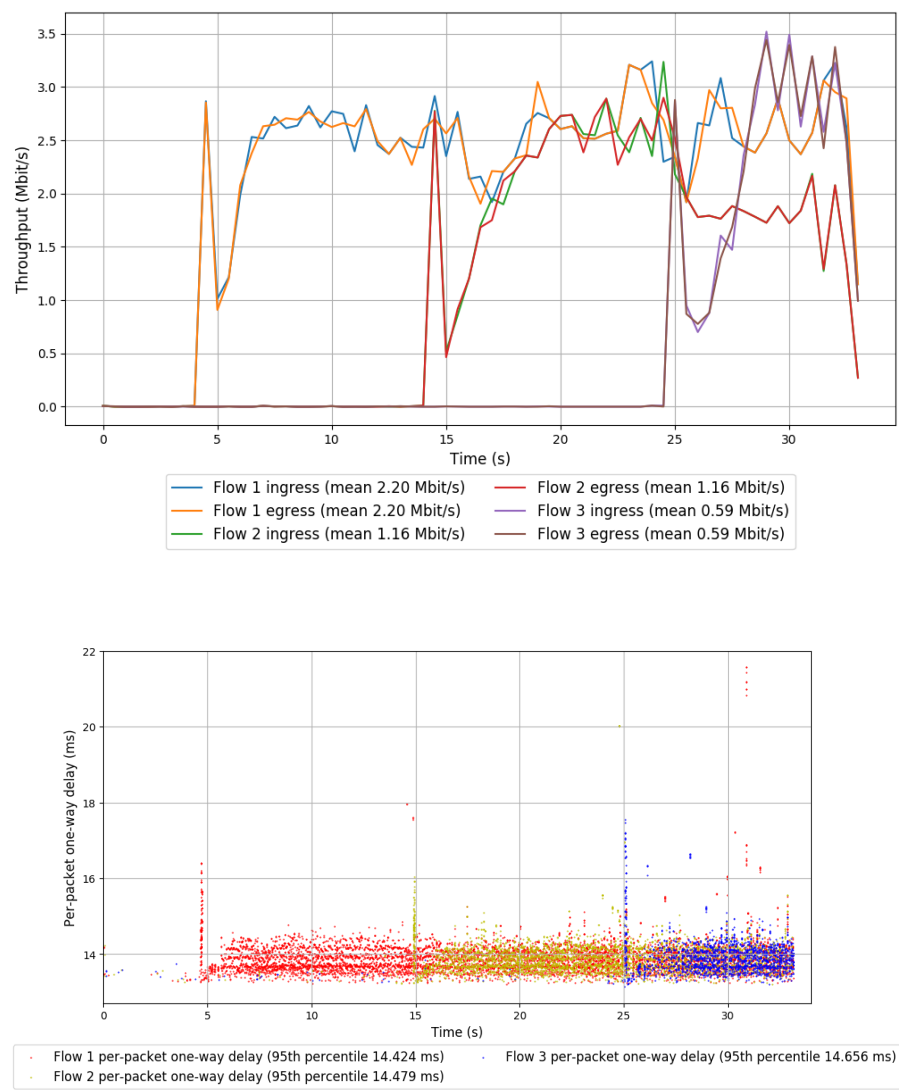 3.5
3.0
2.5
2.0
1.5
1.0
0.5
0.0
Throughput (Mbit/s)
0 5 10 15 20 25 30
Time (s)
Flow 1 ingress (mean 2.20 Mbit/s) Flow 2 egress (mean 1.16 Mbit/s)
Flow 1 egress (mean 2.20 Mbit/s) Flow 3 ingress (mean 0.59 Mbit/s)
Flow 2 ingress (mean 1.16 Mbit/s) Flow 3 egress (mean 0.59 Mbit/s)
22
20
18
16
14
Per-packet one-way delay (ms)
0 5 10 15 20 25 30
Time (s)
Flow 1 per-packet one-way delay (95th percentile 14.424 ms) Flow 3 per-packet one-way delay (95th percentile 14.656 ms)
Flow 2 per-packet one-way delay (95th percentile 14.479 ms)